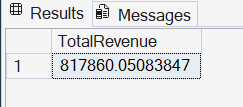 Results Messages
TotalRevenue
1 817860.05083847